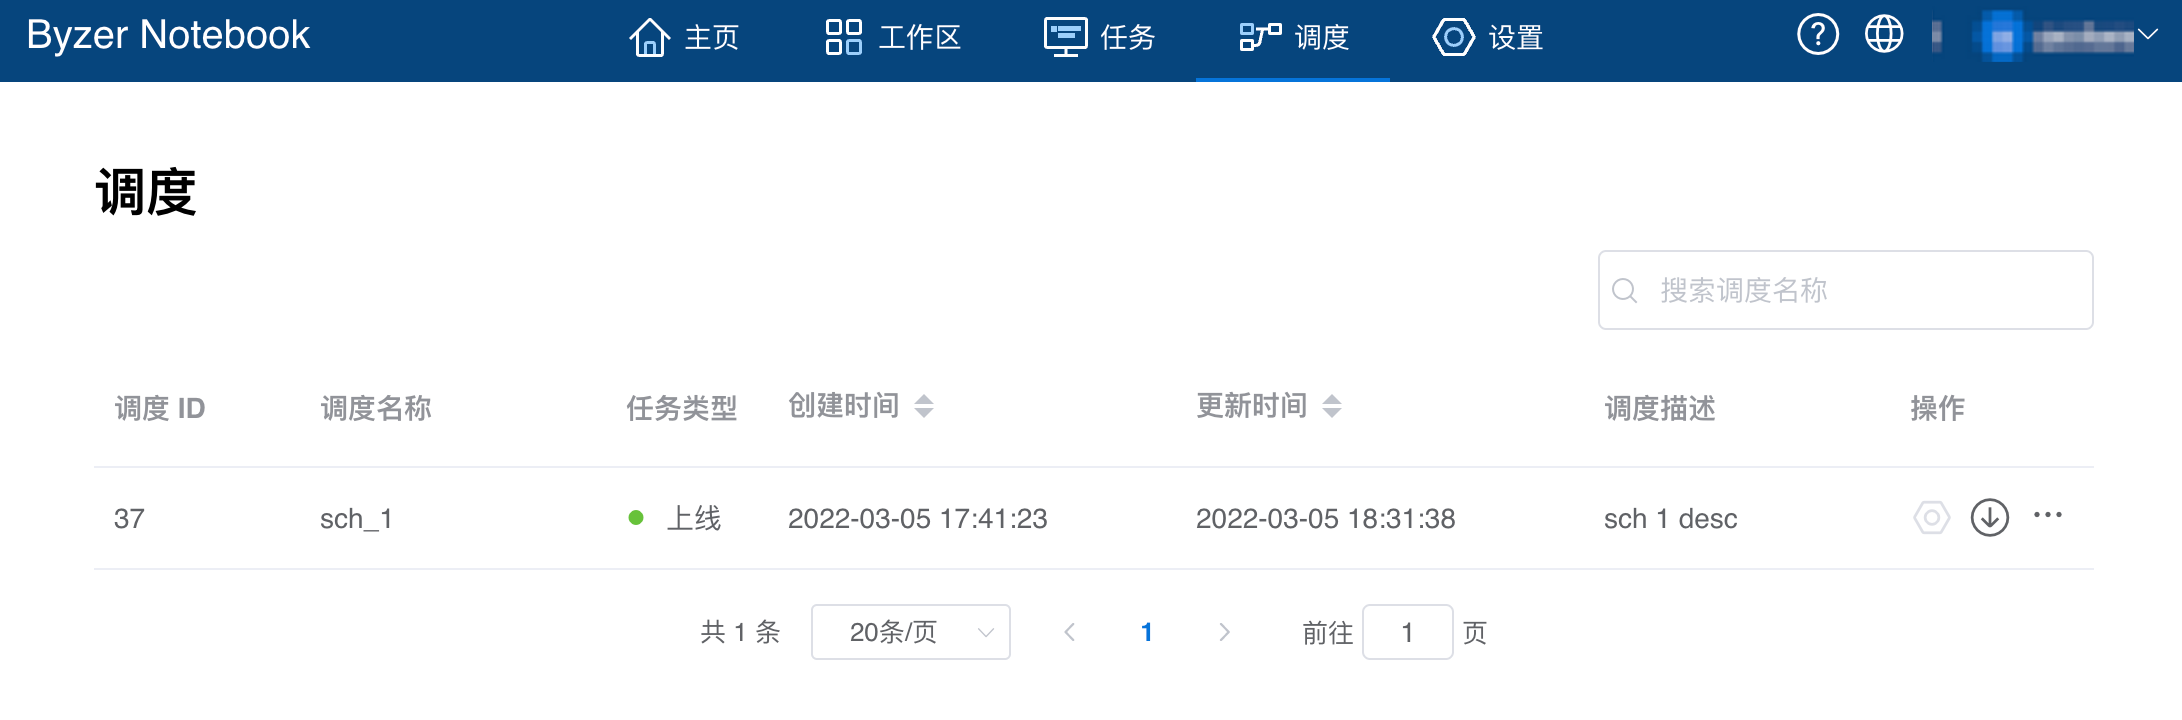 Byzer Notebook 主页 工作区 任务 调度 设置
调度
搜索调度名称
调度 ID 调度名称 任务类型 创建时间 更新时间 调度描述 操作
37 sch_1 上线 2022-03-05 17:41:23 2022-03-05 18:31:38 sch 1 desc
共 1 条 20条/页 1 前往 1 页